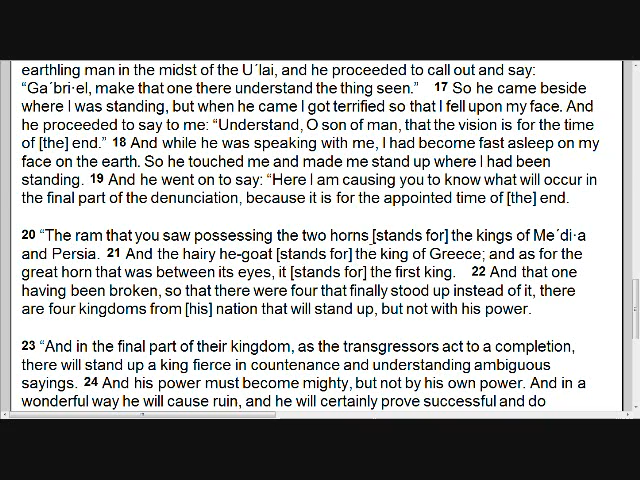 earthling man in the midst of the U´lai, and he proceeded to call out and say:
“Ga´bri·el, make that one there understand the thing seen.” 17 So he came beside
where I was standing, but when he came I got terrified so that I fell upon my face. And
he proceeded to say to me: “Understand, O son of man, that the vision is for the time
of [the] end.” 18 And while he was speaking with me, I had become fast asleep on my
face on the earth. So he touched me and made me stand up where I had been
standing. 19 And he went on to say: “Here I am causing you to know what will occur in
the final part of the denunciation, because it is for the appointed time of [the] end.
20 “The ram that you saw possessing the two horns [stands for] the kings of Me´di·a
and Persia. 21 And the hairy he-goat [stands for] the king of Greece; and as for the
great horn that was between its eyes, it [stands for] the first king. 22 And that one
having been broken, so that there were four that finally stood up instead of it, there
are four kingdoms from [his] nation that will stand up, but not with his power.
23 “And in the final part of their kingdom, as the transgressors act to a completion,
there will stand up a king fierce in countenance and understanding ambiguous
sayings. 24 And his power must become mighty, but not by his own power. And in a
wonderful way he will cause ruin, and he will certainly prove successful and do